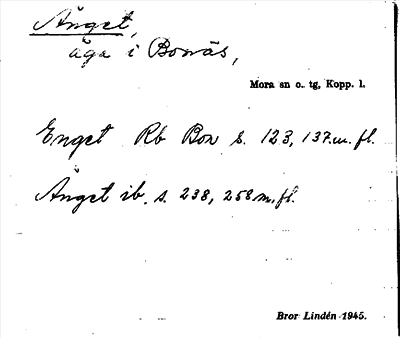 Änget,
äga i Bonäs,
Mora sn o. tg, Kopp. l.
Enget Rb Bon s. 123, 137 m. fl.
Änget ib. s. 238, 258 m. fl.
Bror Lindén 1945.